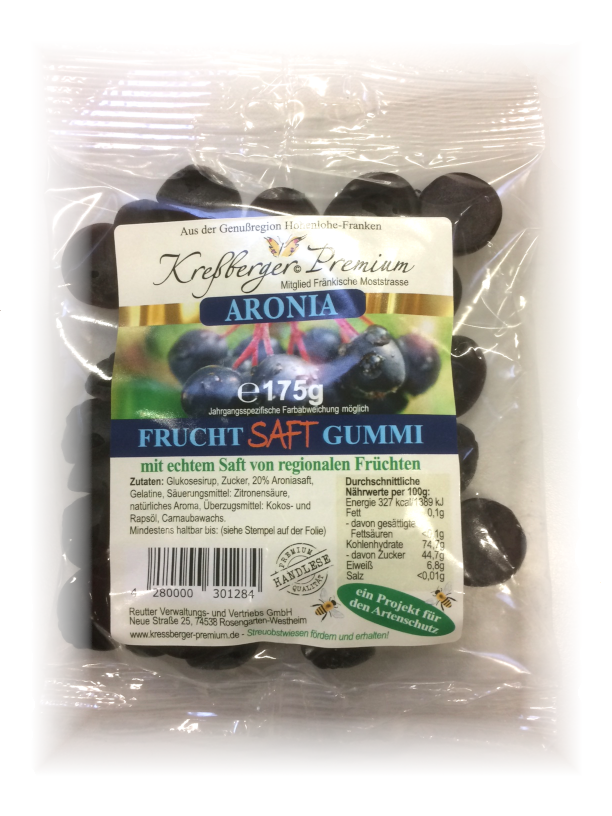 Aus der Genußregion Hohenlohe-Franken
Kreßberger© Premium
Mitglied Fränkische Moststrasse
ARONIA
℮175g
Jahrgangsspezifische Farbabweichung möglich
FRUCHT SAFT GUMMI
mit echtem Saft von regionalen Früchten
Zutaten: Glukosesirup, Zucker, 20% Aroniasaft,
Gelatine, Säuerungsmittel: Zitronensäure,
natürliches Aroma, Überzugsmittel: Kokos- und
Rapsöl, Carnaubawachs.
Mindestens haltbar bis: (siehe Stempel auf der Folie)
Durchschnittliche
Nährwerte per 100g:
Energie 327 kcal/1389 kJ
Fett 0,1g
- davon gesättigte
Fettsäuren
Kohlenhydrate 74,7g
- davon Zucker 44,7g
Eiweiß 6,8g
Salz <0,01g
PREMIUM
HANDLESE
QUALITÄT
4 280000 301284
ein Projekt für
den Artenschutz
Reutter Verwaltungs- und Vertriebs GmbH
Neue Straße 25, 74538 Rosengarten-Westheim
www.kressberger-premium.de - Streuobstwiesen fördern und erhalten!